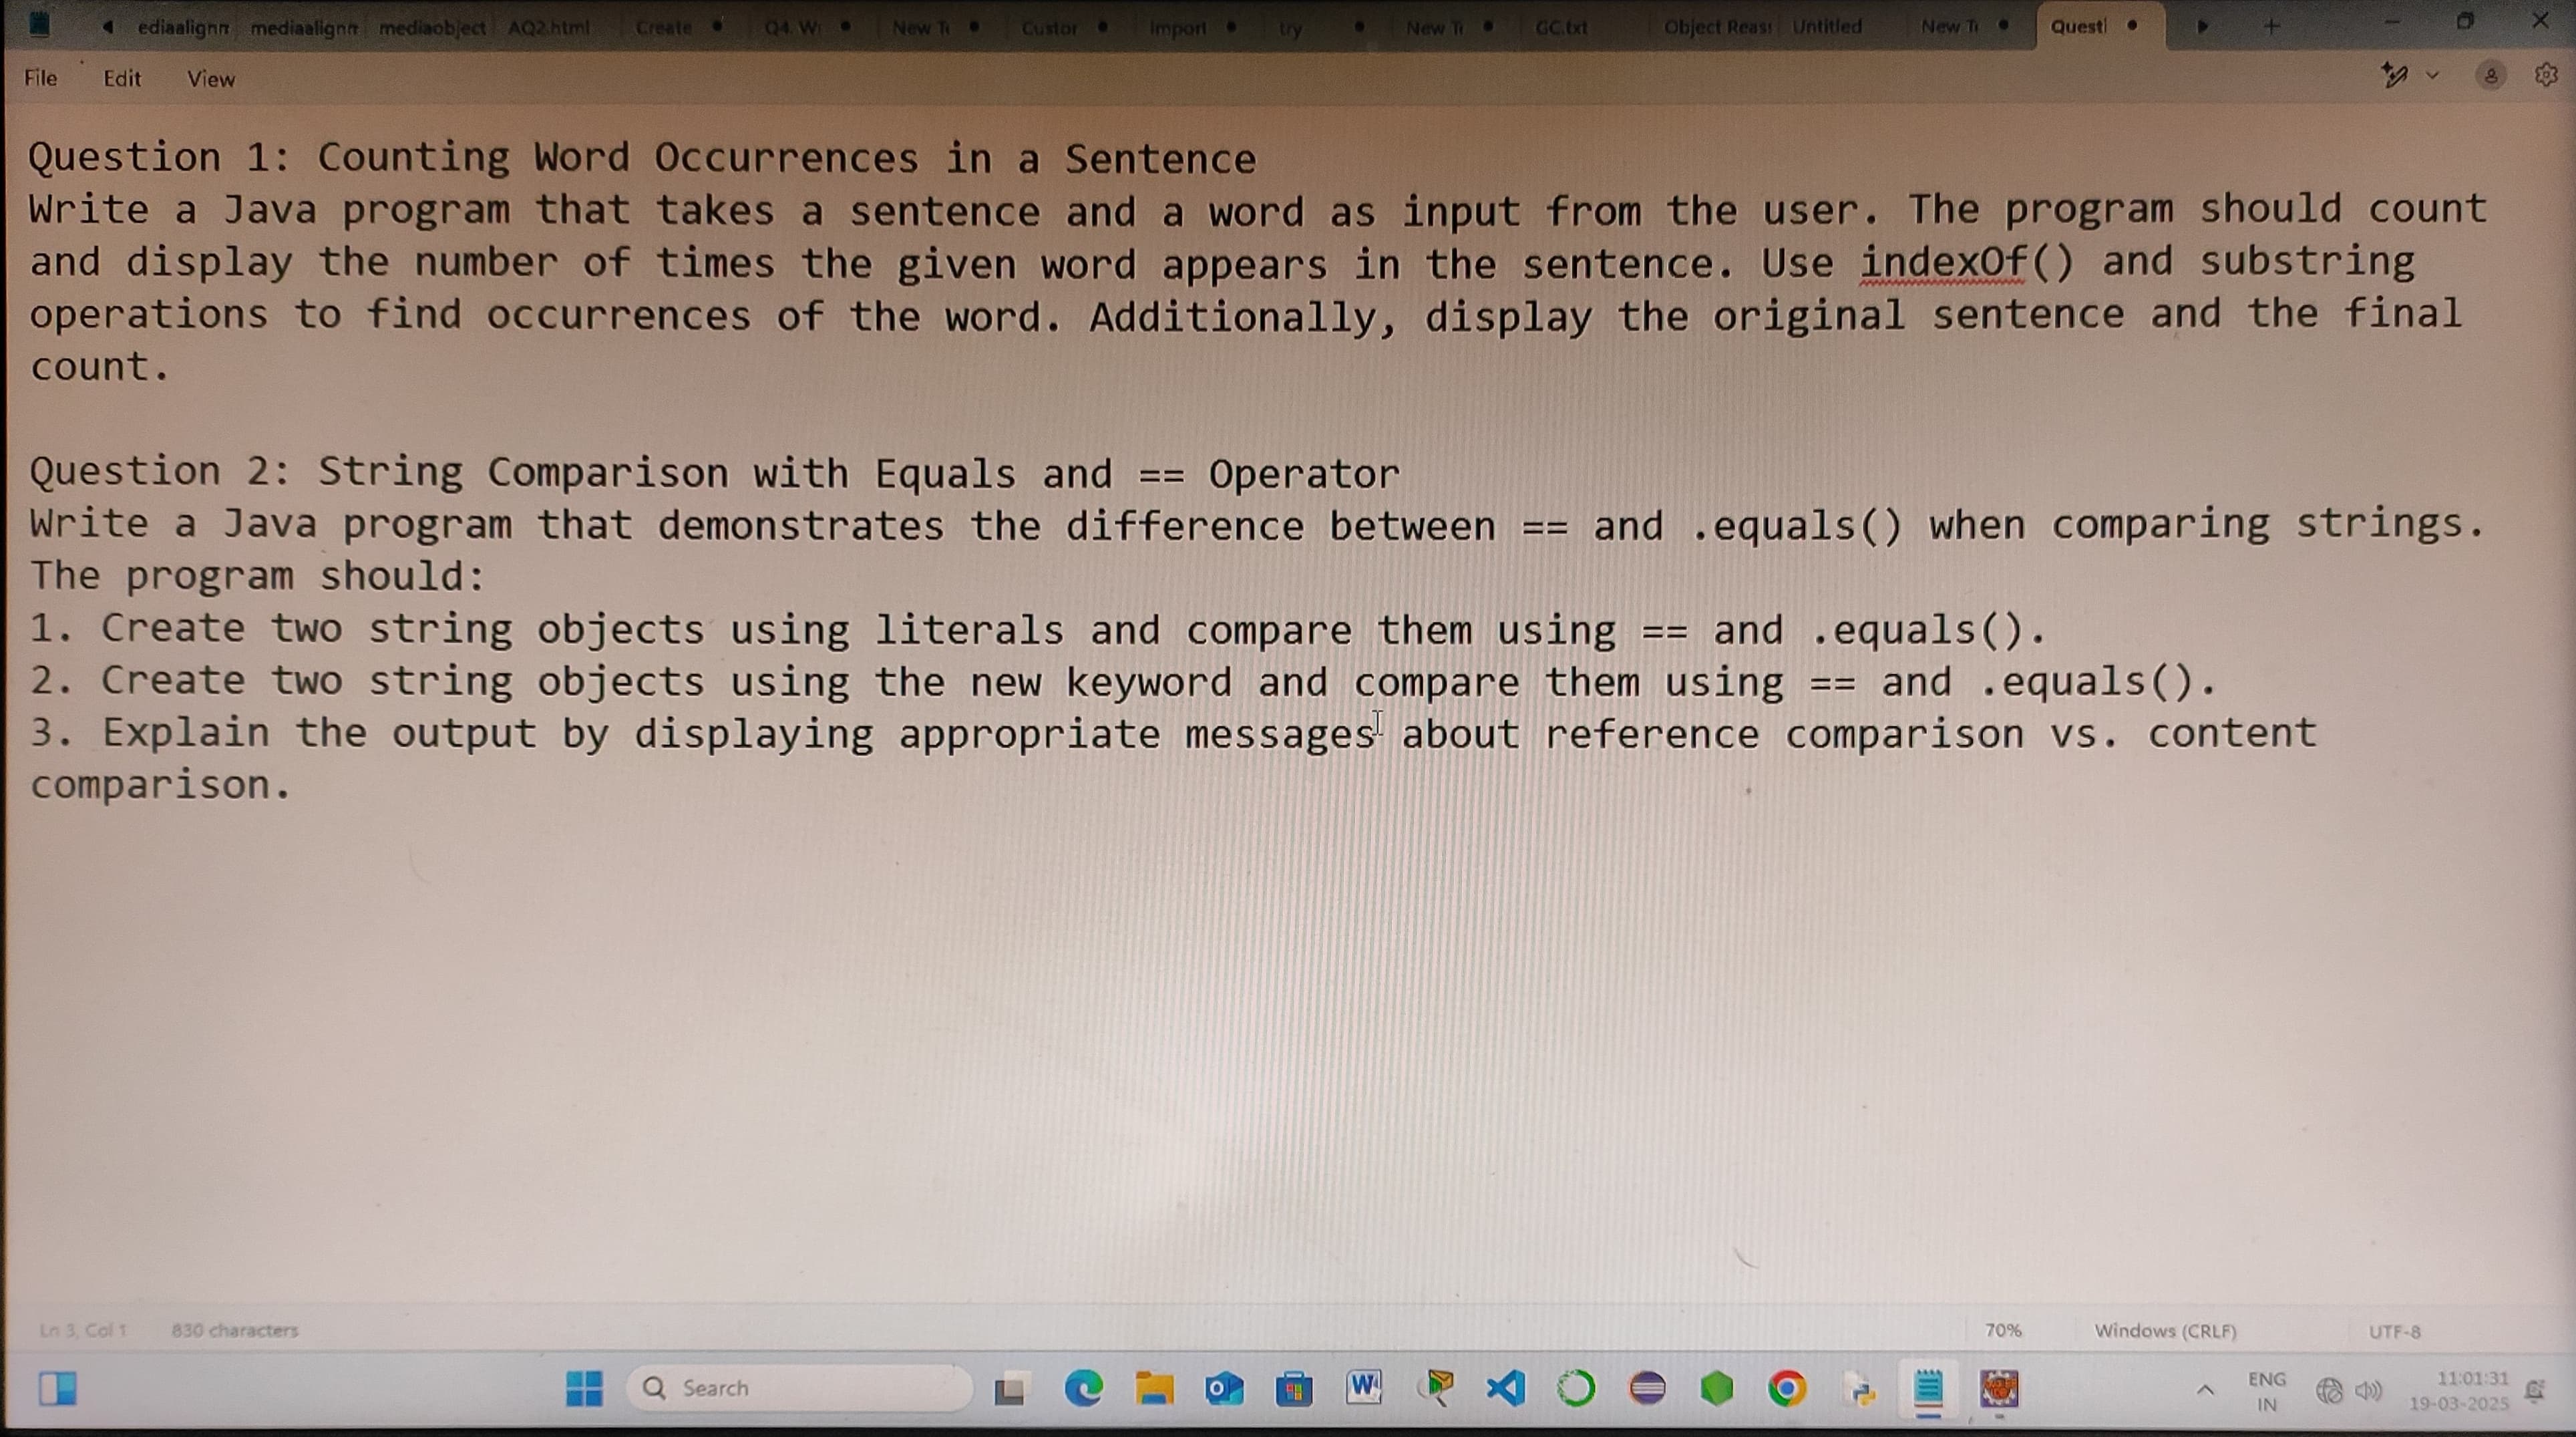 ediaalignm mediaalignm mediaobject AQ2.html Create Q4. Wr New Te Custor Import try New Te GC.txt Object Reass Untitled New Te Questi
File Edit View
Question 1: Counting Word Occurrences in a Sentence
Write a Java program that takes a sentence and a word as input from the user. The program should count
and display the number of times the given word appears in the sentence. Use indexOf() and substring
operations to find occurrences of the word. Additionally, display the original sentence and the final
count.
Question 2: String Comparison with Equals and == Operator
Write a Java program that demonstrates the difference between == and .equals() when comparing strings.
The program should:
1. Create two string objects using literals and compare them using == and .equals().
2. Create two string objects using the new keyword and compare them using == and .equals().
3. Explain the output by displaying appropriate messages about reference comparison vs. content
comparison.
Ln 3, Col 1 830 characters 70% Windows (CRLF) UTF-8
Search
ENG 11:01:31
IN 19-03-2025